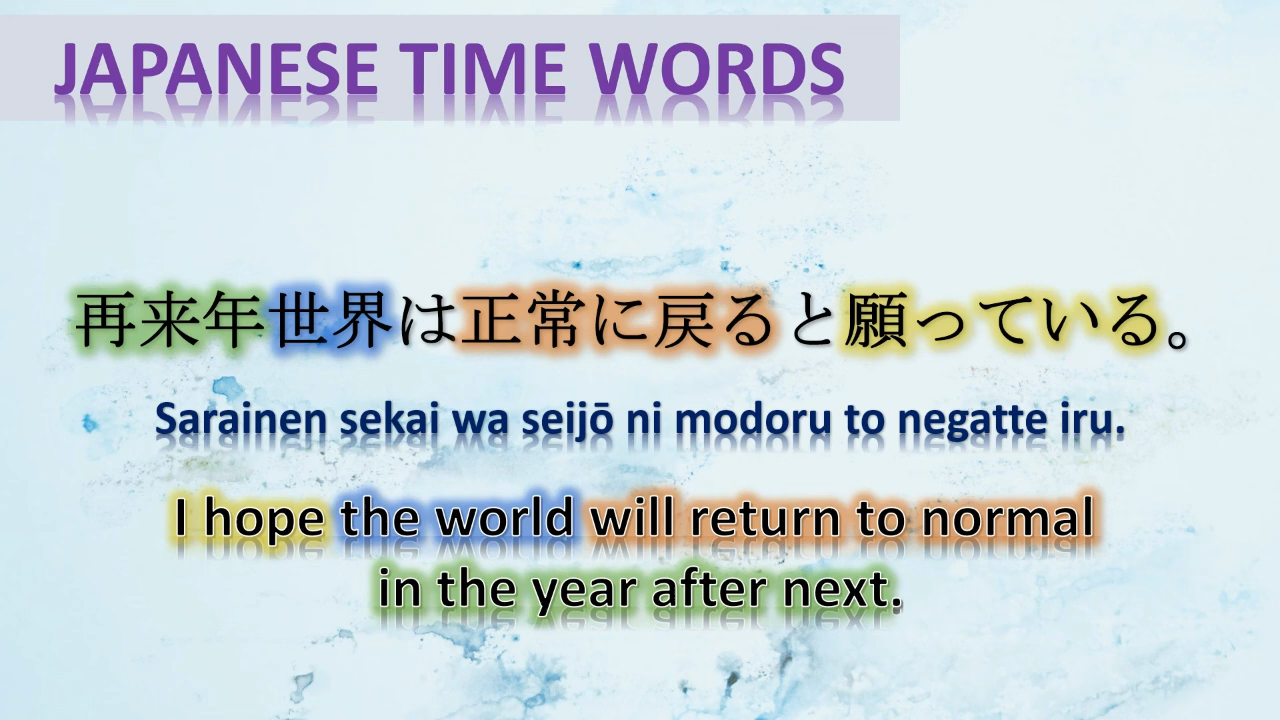 JAPANESE TIME WORDS
再来年世界は正常に戻ると願っている。
Sarainen sekai wa seijō ni modoru to negatte iru.
I hope the world will return to normal
in the year after next.